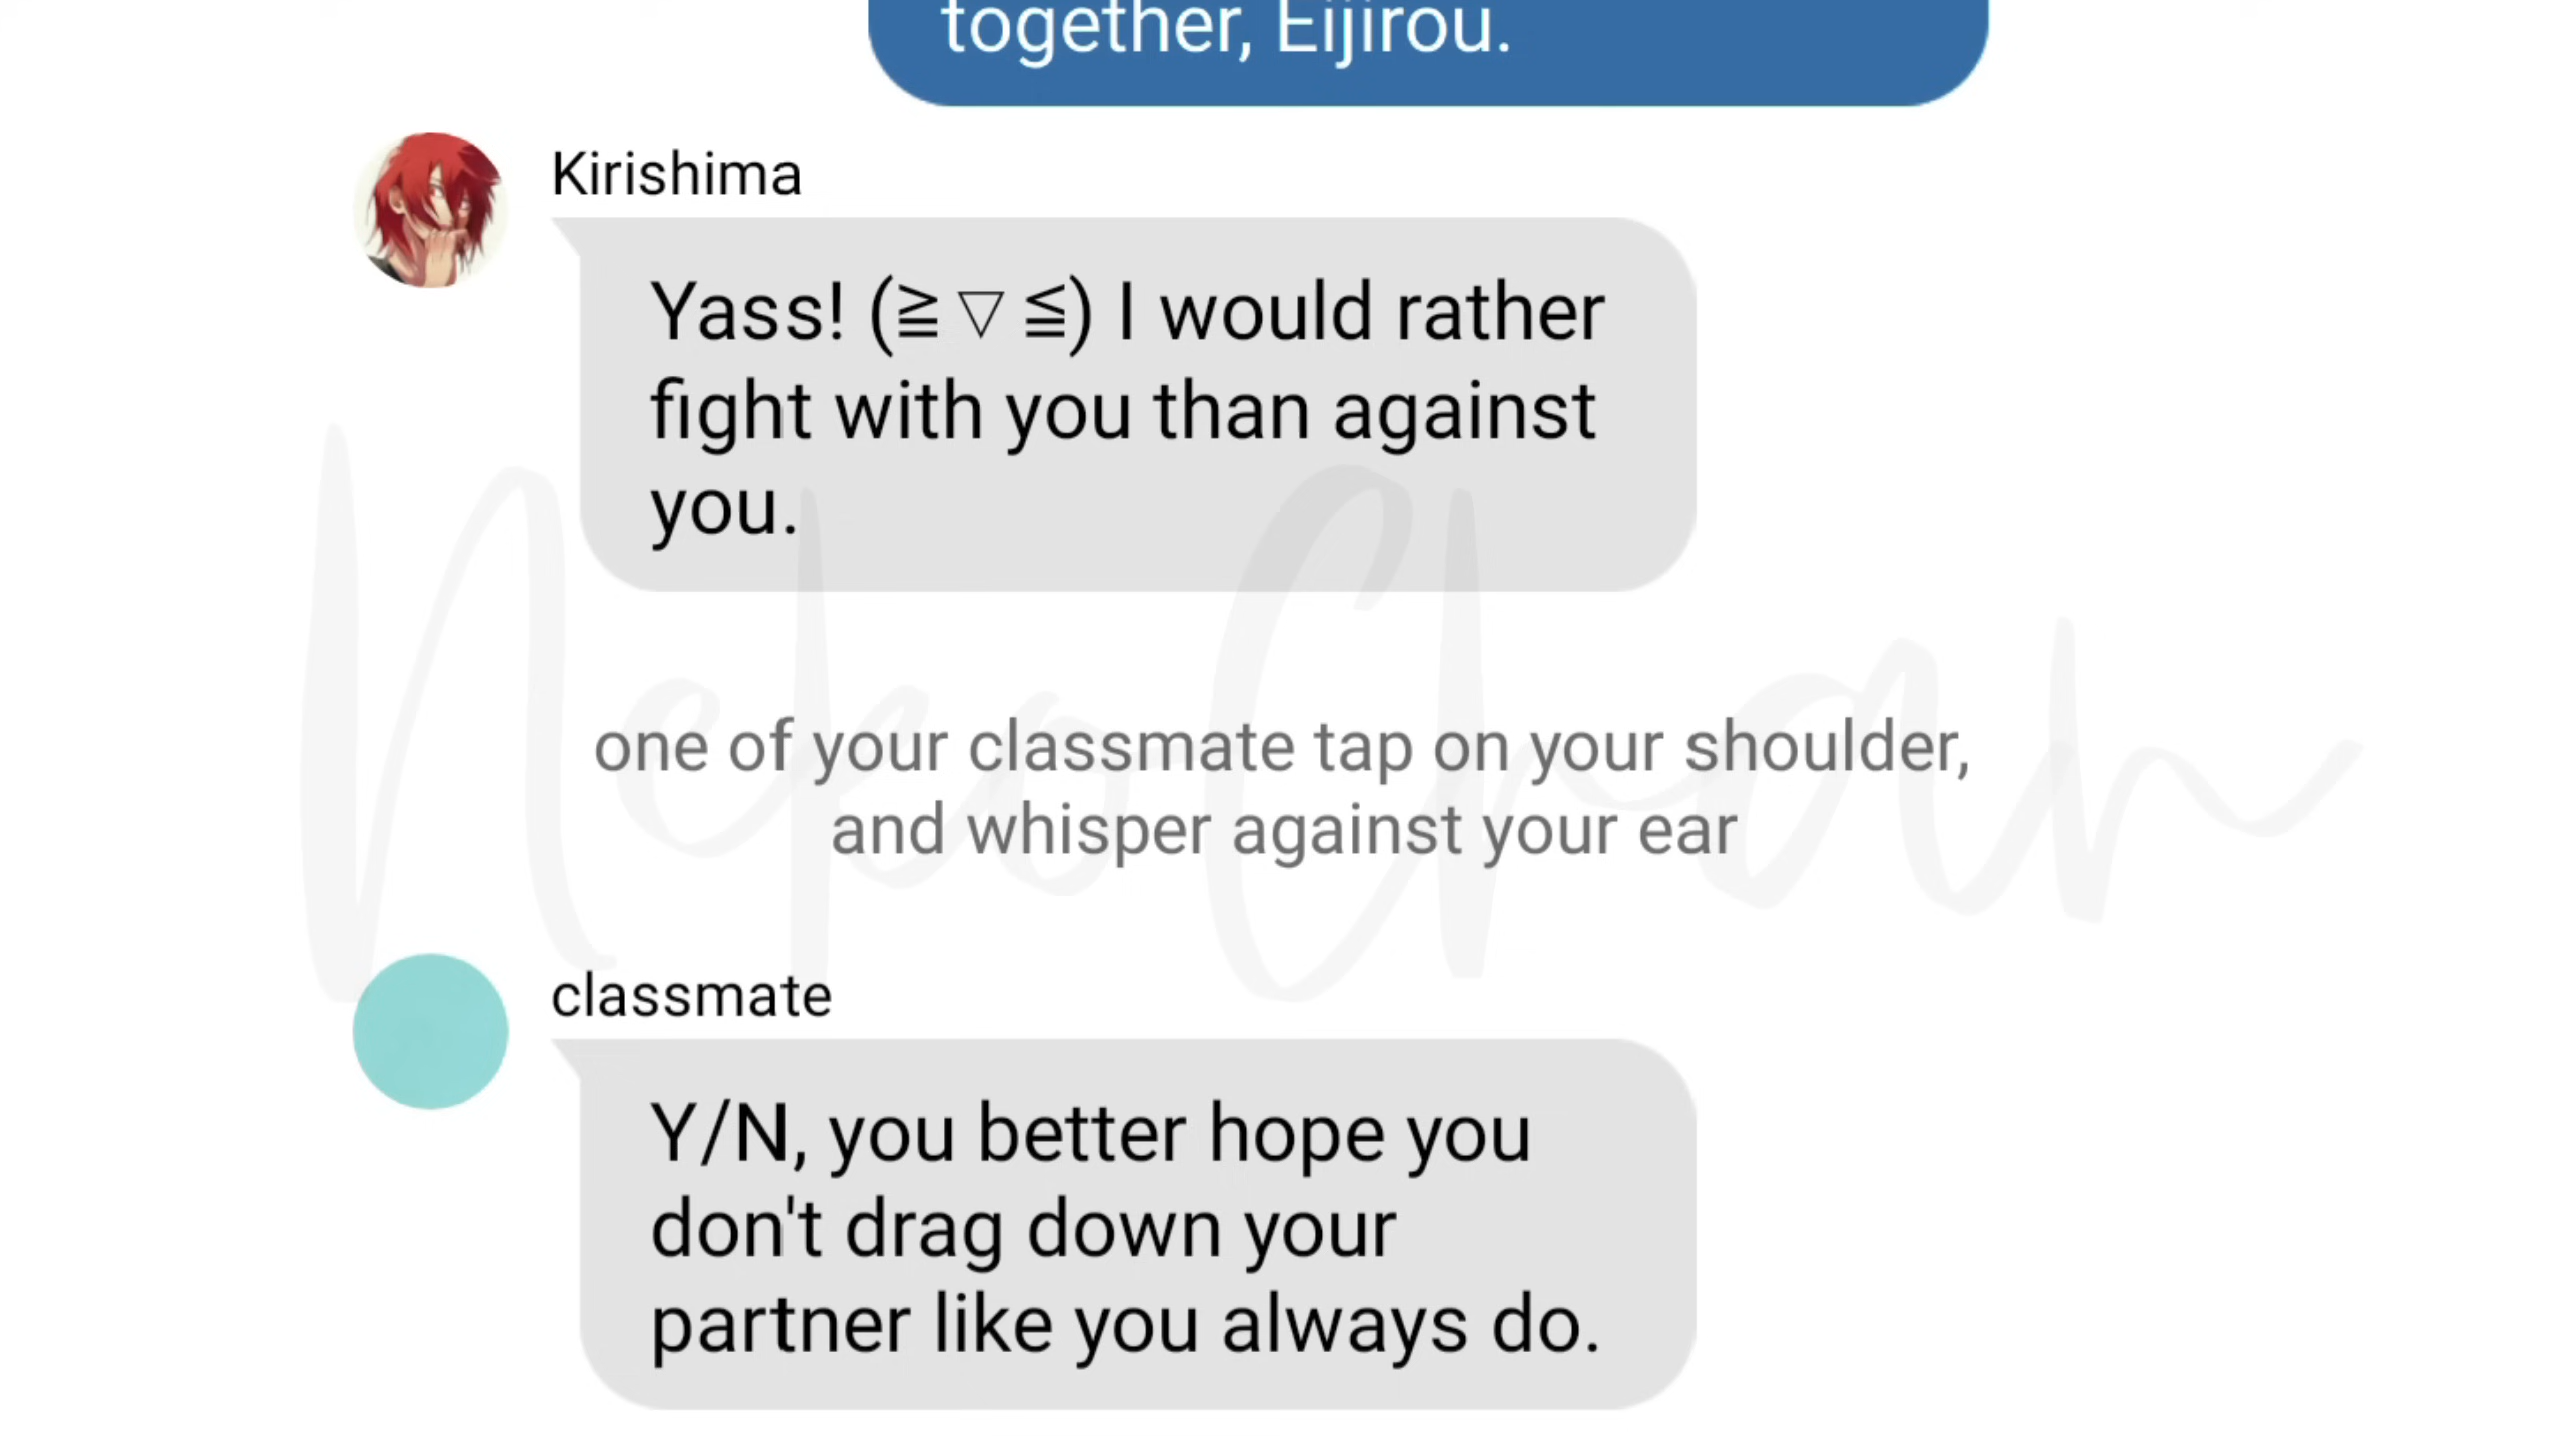 together, Eijirou.
Kirishima
Yass! (≧▽≦) I would rather
fight with you than against
you.
NekoChan
one of your classmate tap on your shoulder,
and whisper against your ear
classmate
Y/N, you better hope you
don't drag down your
partner like you always do.